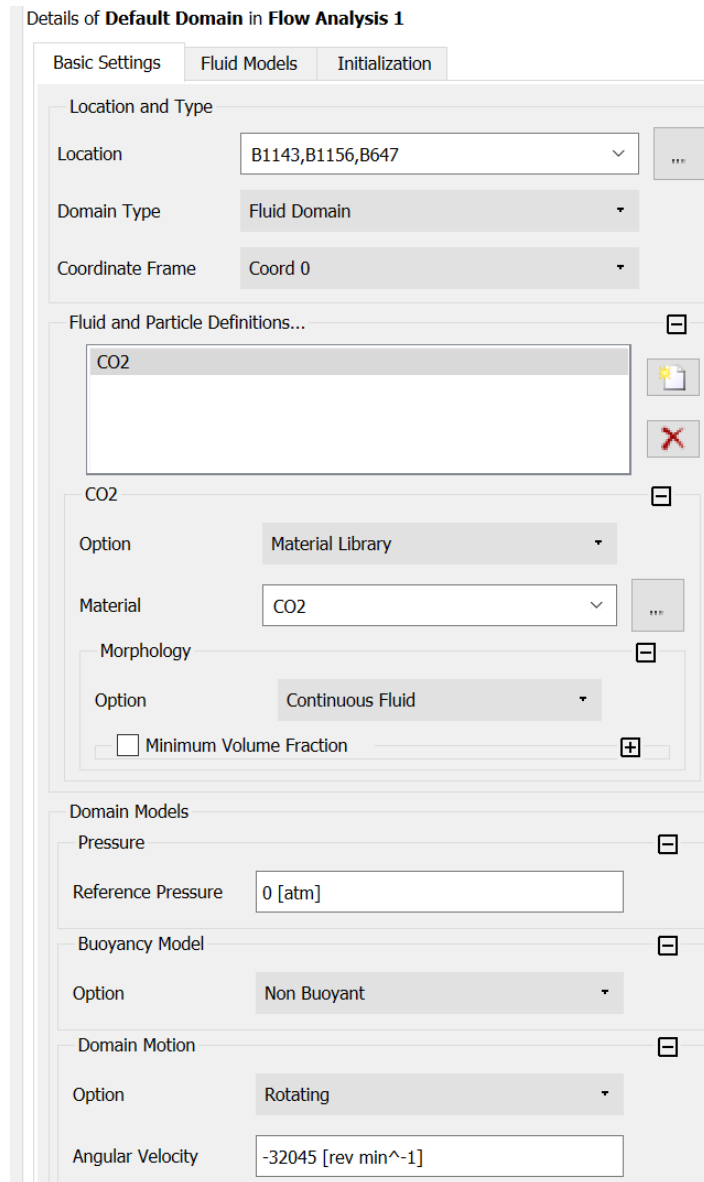 Details of Default Domain in Flow Analysis 1
Basic Settings Fluid Models Initialization
Location and Type
Location B1143,B1156,B647 ...
Domain Type Fluid Domain
Coordinate Frame Coord 0
Fluid and Particle Definitions...
CO2
CO2
Option Material Library
Material CO2 ...
Morphology
Option Continuous Fluid
Minimum Volume Fraction
Domain Models
Pressure
Reference Pressure 0 [atm]
Buoyancy Model
Option Non Buoyant
Domain Motion
Option Rotating
Angular Velocity -32045 [rev min^-1]